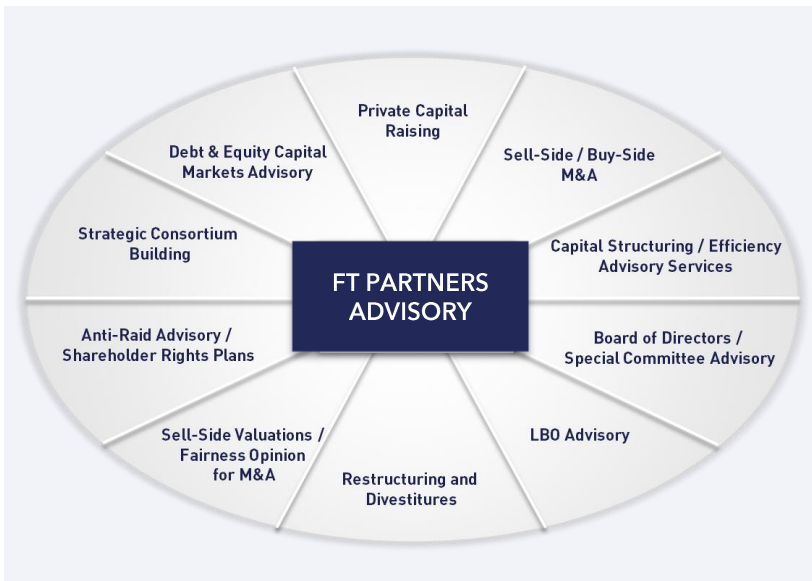 Private Capital
Raising
Sell-Side / Buy-Side
M&A
Capital Structuring / Efficiency
Advisory Services
Board of Directors /
Special Committee Advisory
LBO Advisory
Restructuring and
Divestitures
Sell-Side Valuations /
Fairness Opinion
for M&A
Anti-Raid Advisory /
Shareholder Rights Plans
Strategic Consortium
Building
Debt & Equity Capital
Markets Advisory
FT PARTNERS
ADVISORY